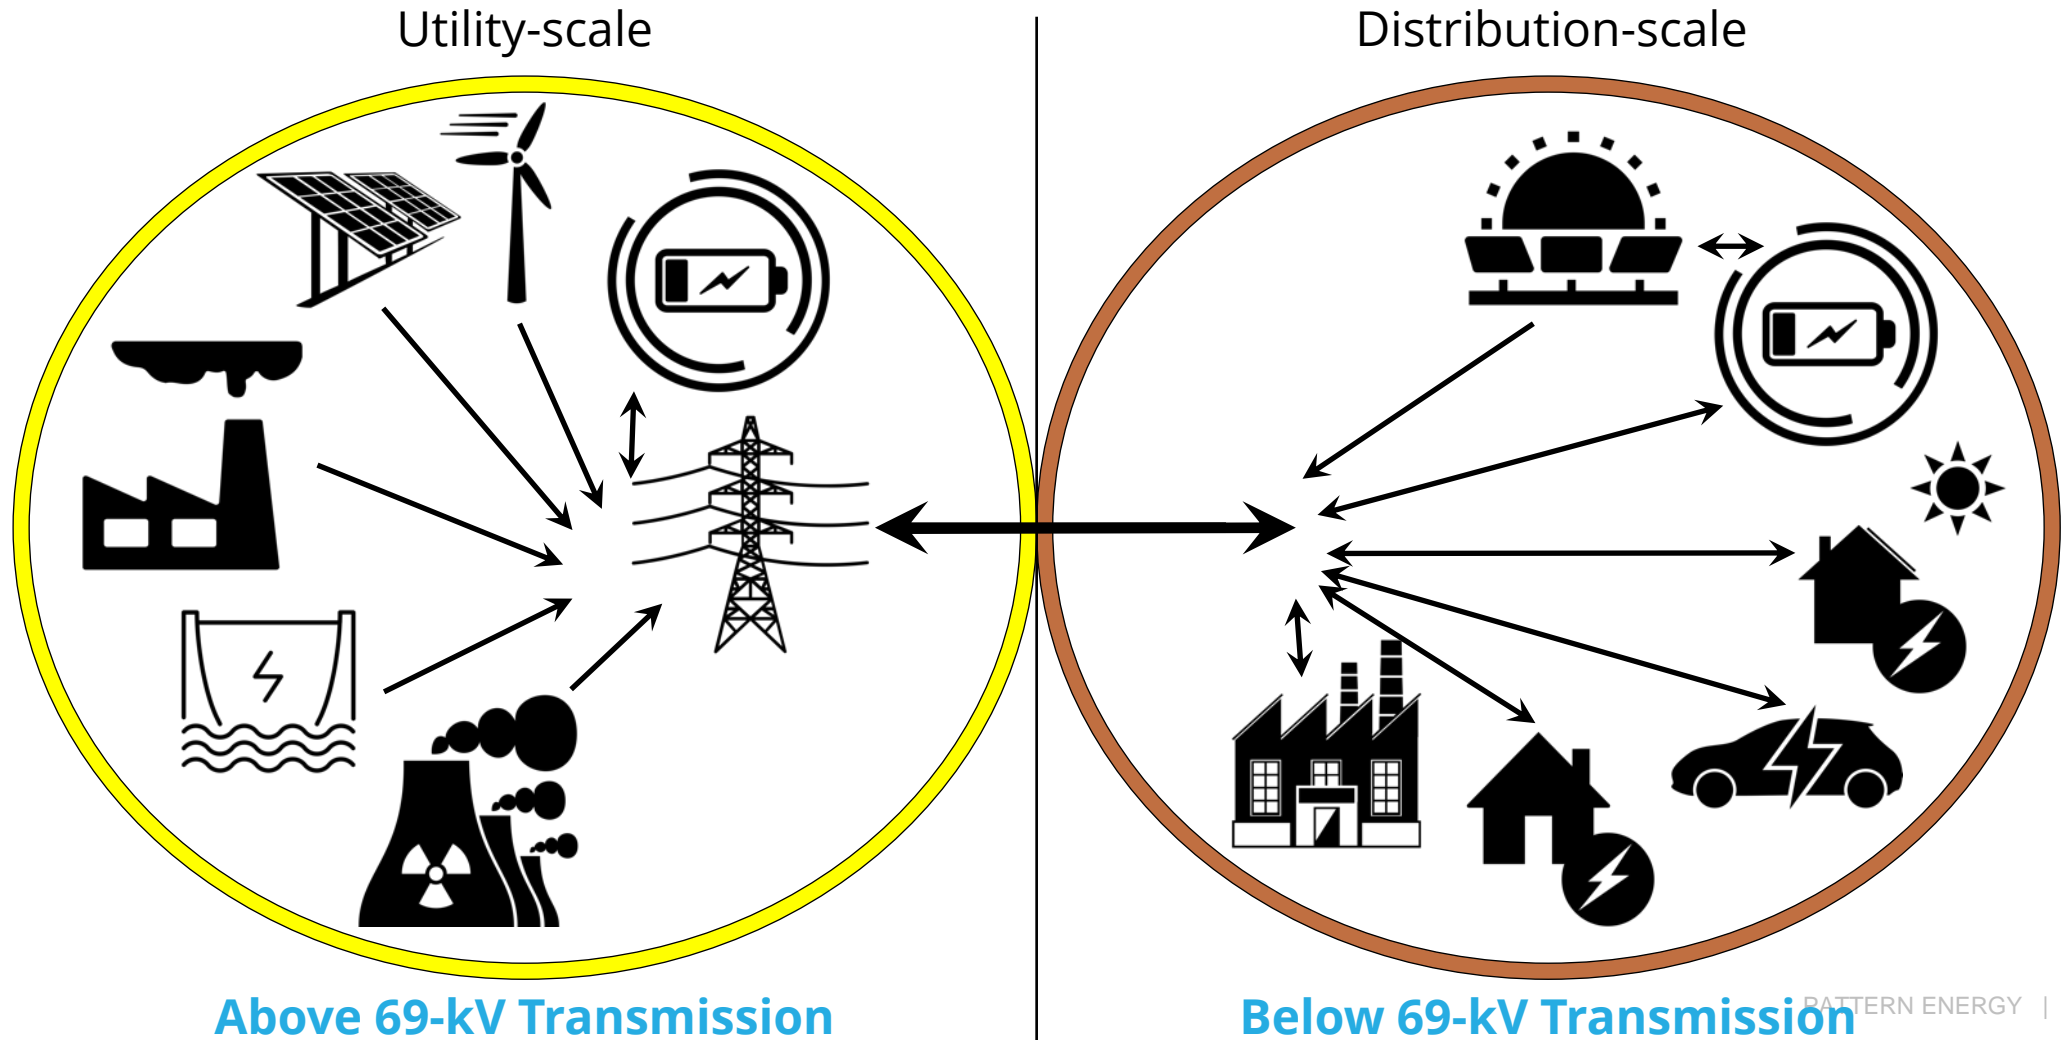 Utility-scale
Distribution-scale
Above 69-kV Transmission
Below 69-kV Transmission
PATTERN ENERGY |